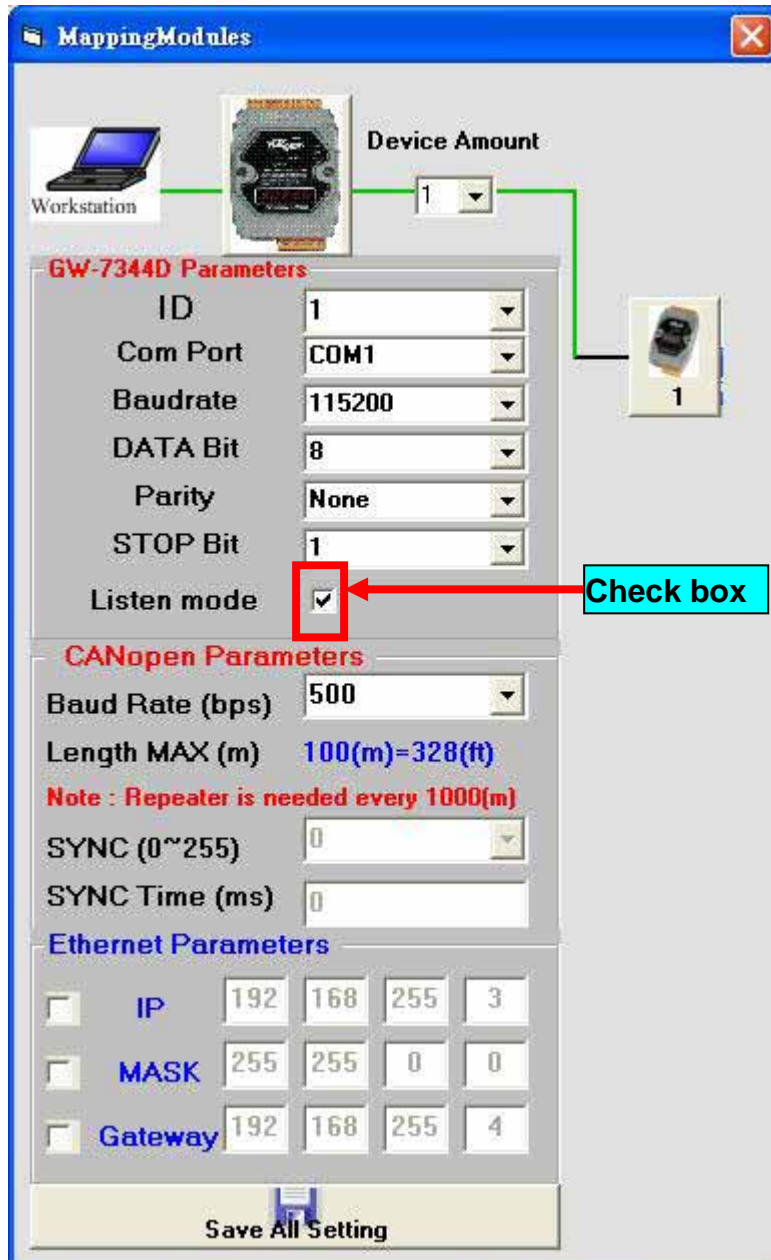 MappingModules
Device Amount
Workstation
1
GW-7344D Parameters
ID 1
Com Port COM1
1
Baudrate 115200
DATA Bit 8
Parity None
STOP Bit 1
Listen mode
Check box
CANopen Parameters
Baud Rate (bps) 500
Length MAX (m) 100(m)=328(ft)
Note : Repeater is needed every 1000(m)
SYNC (0~255) 0
SYNC Time (ms) 0
Ethernet Parameters
IP 192 168 255 3
MASK 255 255 0 0
Gateway 192 168 255 4
Save All Setting